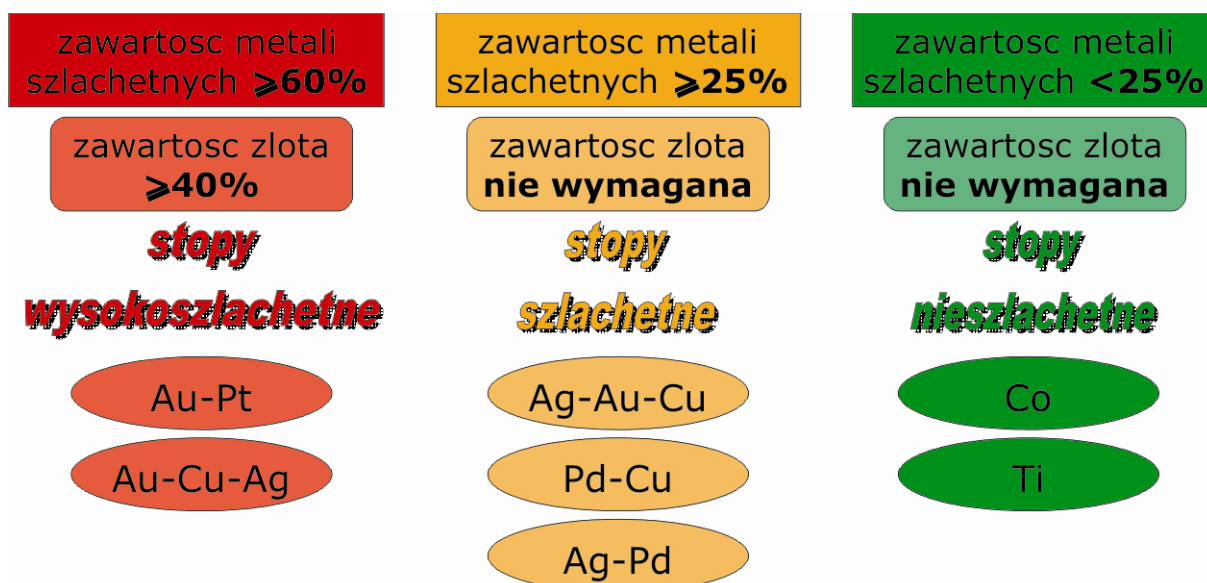 zawartosc metali
szlachetnych ⩾60%
zawartosc zlota
⩾40%
stopy
wysokoszlachetne
Au-Pt
Au-Cu-Ag
zawartosc metali
szlachetnych ⩾25%
zawartosc zlota
nie wymagana
stopy
szlachetne
Ag-Au-Cu
Pd-Cu
Ag-Pd
zawartosc metali
szlachetnych <25%
zawartosc zlota
nie wymagana
stopy
nieszlachetne
Co
Ti